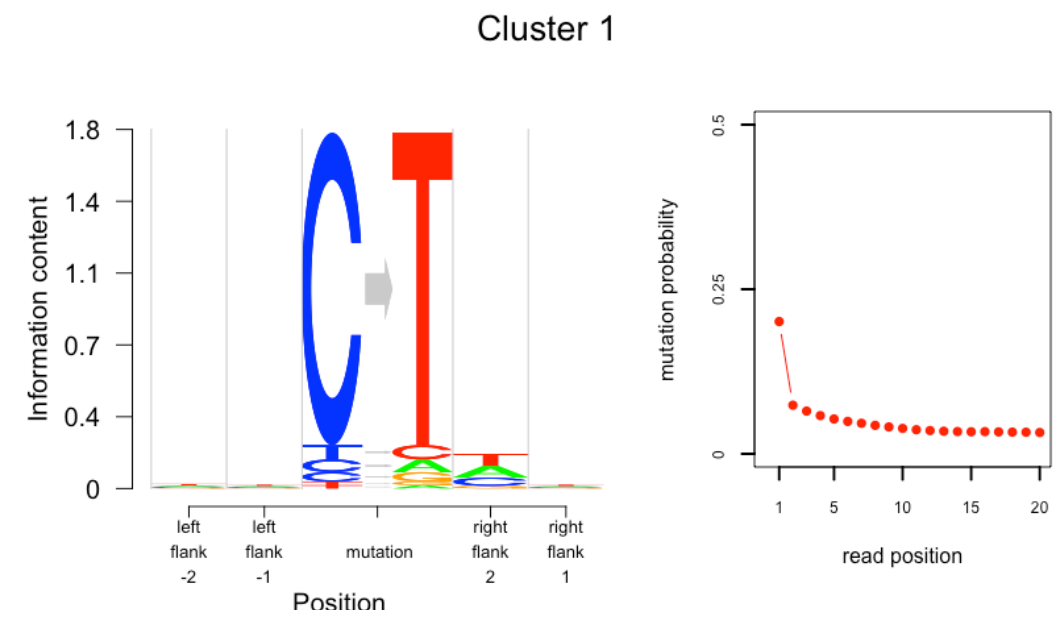 Cluster 1
Information content
1.8
1.4
1.1
0.7
0.4
0
C T
T C
C A
C G
T A
T
A
C
left flank -2
left flank -1
mutation
right flank 2
right flank 1
Position
mutation probability
0.5
0.25
0
1 5 10 15 20
read position